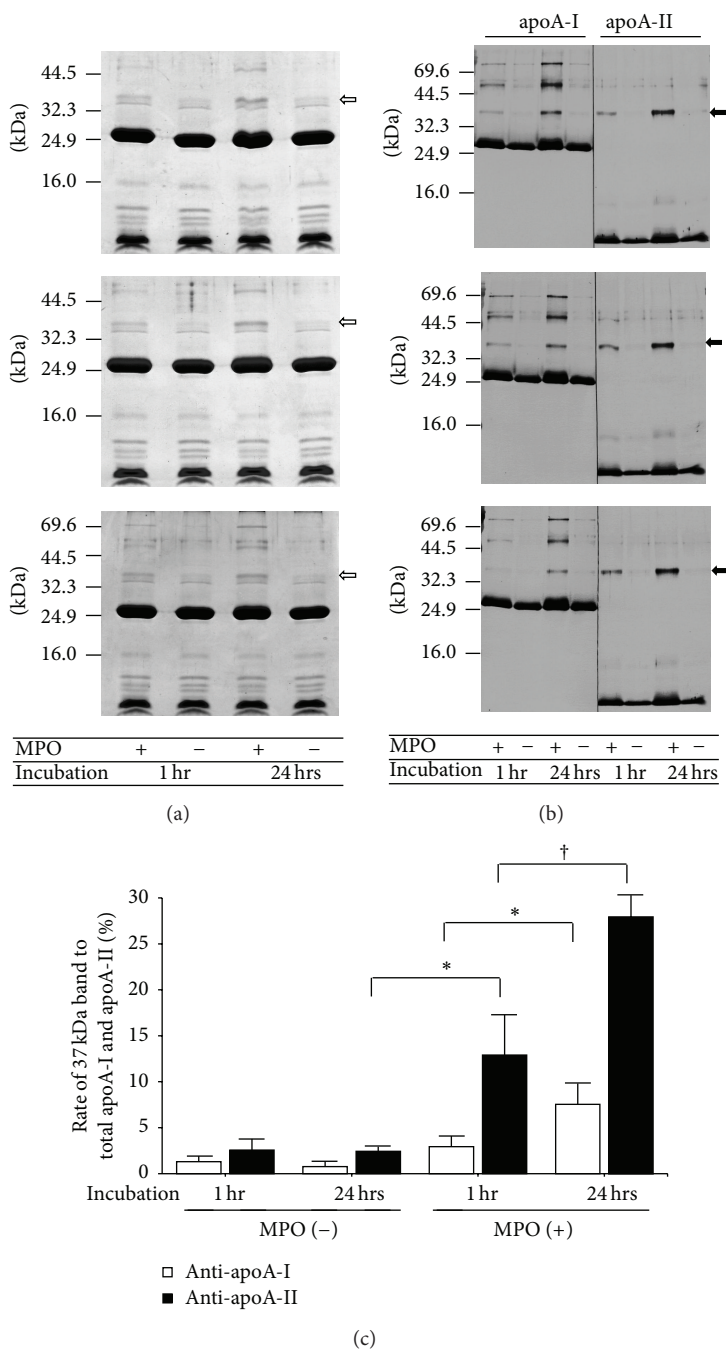 44.5
32.3
24.9
16.0
(kDa)
44.5
32.3
24.9
16.0
(kDa)
69.6
44.5
32.3
24.9
16.0
(kDa)
MPO + − + −
Incubation 1 hr 24 hrs
(a)
apoA-I apoA-II
69.6
44.5
32.3
24.9
16.0
(kDa)
69.6
44.5
32.3
24.9
16.0
(kDa)
69.6
44.5
32.3
24.9
16.0
(kDa)
MPO + − + − + − + −
Incubation 1 hr 24 hrs 1 hr 24 hrs
(b)
Rate of 37 kDa band to
total apoA-I and apoA-II (%)
30
25
20
15
10
5
0
*
*
†
Incubation 1 hr 24 hrs 1 hr 24 hrs
MPO (−) MPO (+)
Anti-apoA-I
Anti-apoA-II
(c)